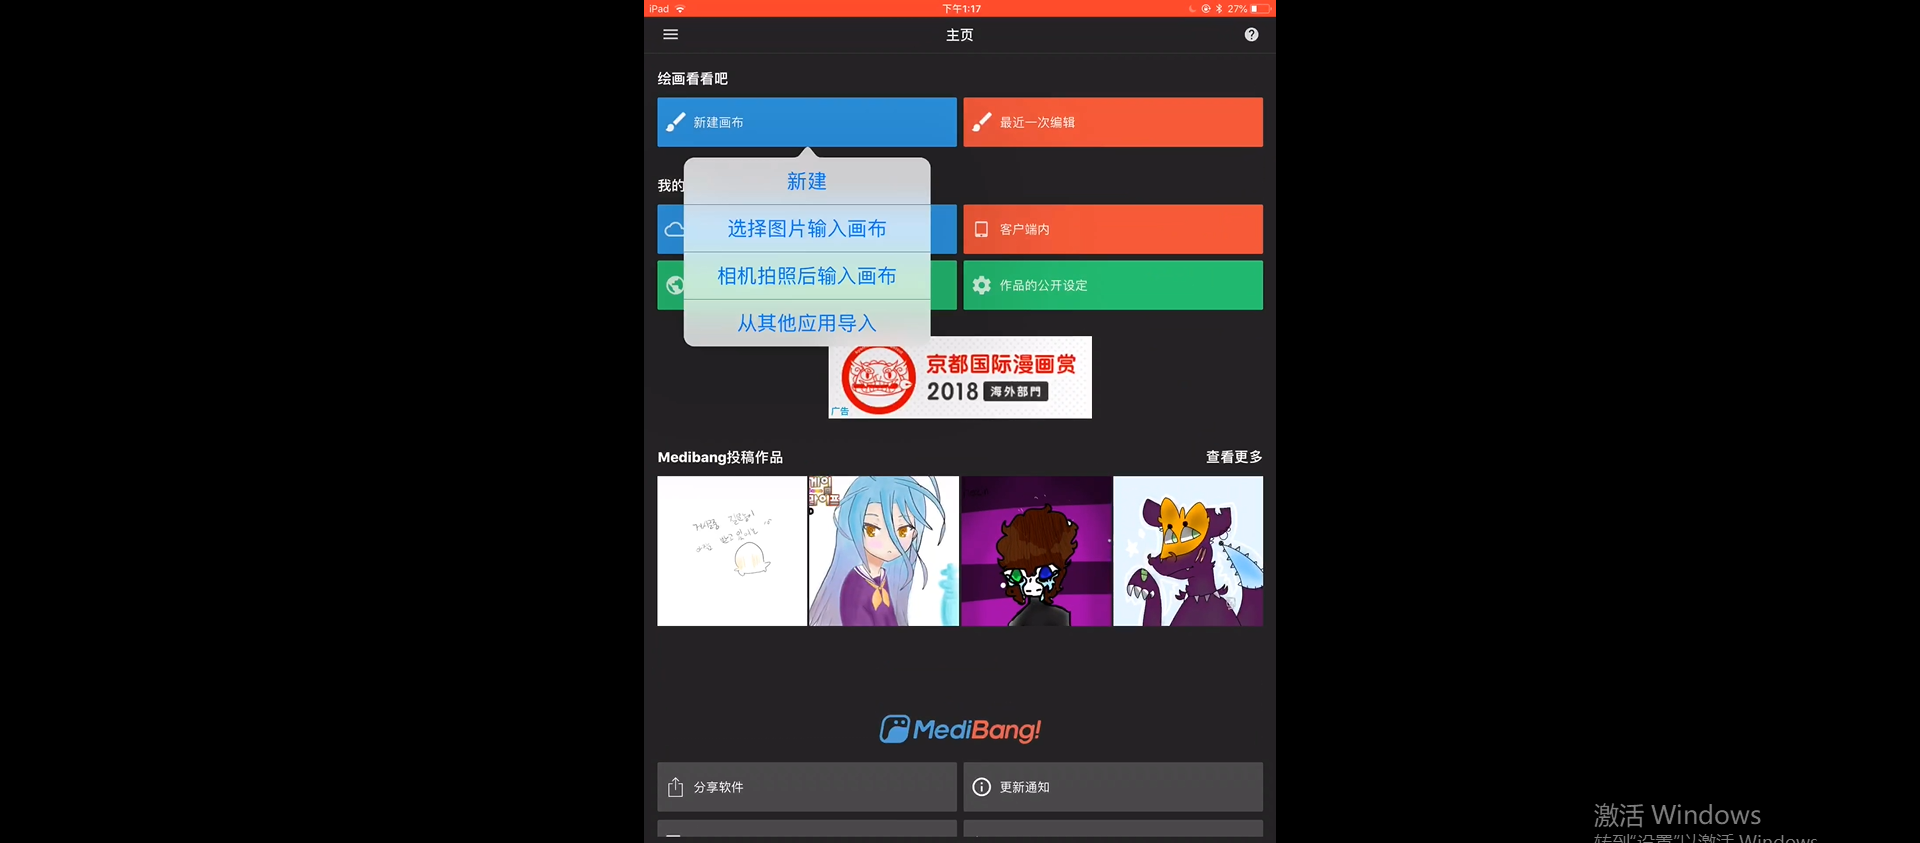 iPad
下午1:17
27%
主页
绘画看看吧
新建画布
最近一次编辑
新建
我的
选择图片输入画布
客户端内
相机拍照后输入画布
作品的公开设定
从其他应用导入
京都国际漫画赏
2018 海外部門
广告
Medibang投稿作品
查看更多
MediBang!
分享软件
更新通知
激活 Windows
转到"设置"以激活 Windows